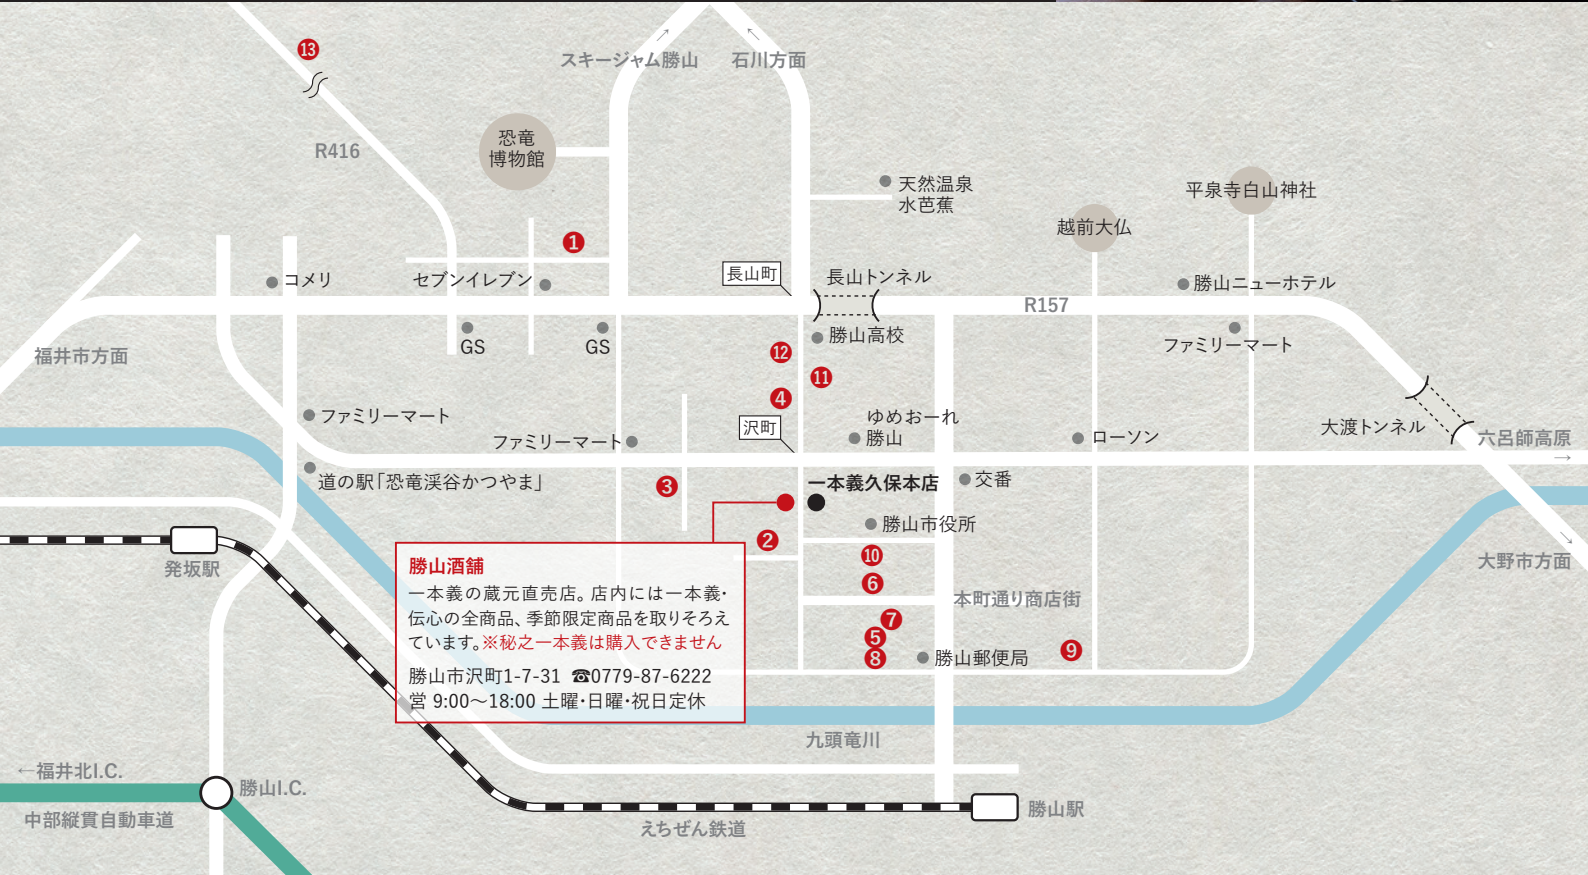 ⓭
スキージャム勝山
石川方面
R416
恐竜
博物館
天然温泉
水芭蕉
平泉寺白山神社
越前大仏
❶
コメリ
セブンイレブン
長山町
長山トンネル
勝山ニューホテル
R157
福井市方面
GS
GS
勝山高校
ファミリーマート
⓬
⓫
❹
ファミリーマート
ファミリーマート
沢町
ゆめおーれ
勝山
ローソン
大渡トンネル
六呂師高原
→
道の駅「恐竜渓谷かつやま」
❸
一本義久保本店
交番
勝山市役所
❷
❿
発坂駅
大野市方面
❻
本町通り商店街
❼
❺
❽
勝山郵便局
❾
勝山酒舗
一本義の蔵元直売店。店内には一本義・
伝心の全商品、季節限定商品を取りそろえ
ています。※秘之一本義は購入できません
勝山市沢町1-7-31 ☎0779-87-6222
営 9:00〜18:00 土曜・日曜・祝日定休
九頭竜川
←福井北I.C.
勝山I.C.
中部縦貫自動車道
えちぜん鉄道
勝山駅